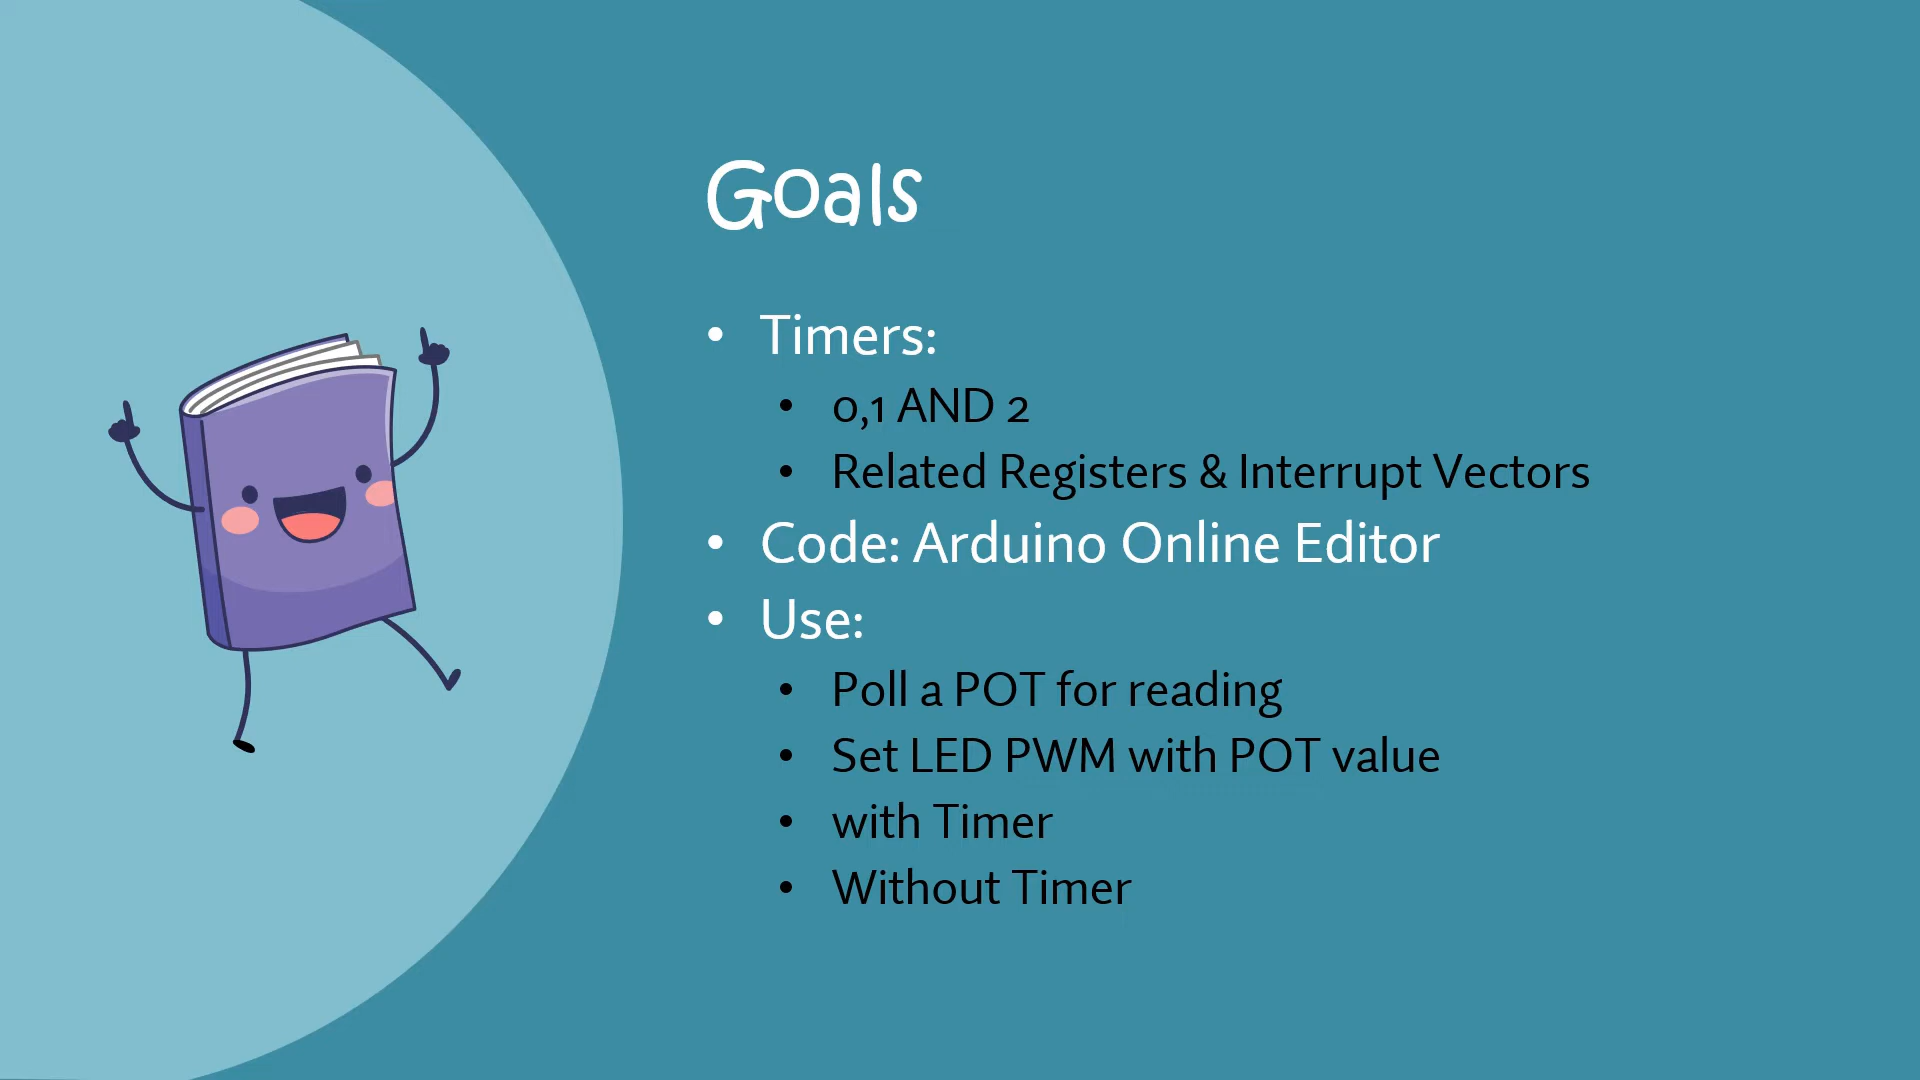 Goals
• Timers:
• 0,1 AND 2
• Related Registers & Interrupt Vectors
• Code: Arduino Online Editor
• Use:
• Poll a POT for reading
• Set LED PWM with POT value
• with Timer
• Without Timer